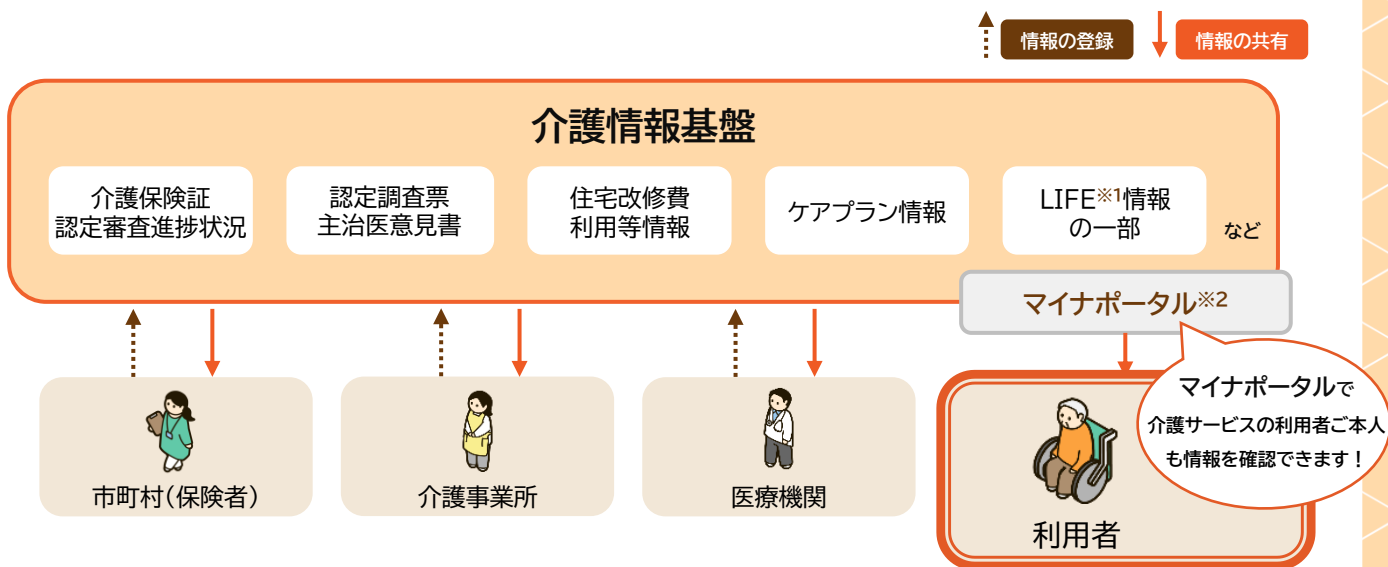 情報の登録
情報の共有
介護情報基盤
介護保険証
認定審査進捗状況
認定調査票
主治医意見書
住宅改修費
利用等情報
ケアプラン情報
LIFE※1情報
の一部
など
マイナポータル※2
マイナポータルで
介護サービスの利用者ご本人
も情報を確認できます！
市町村(保険者)
介護事業所
医療機関
利用者